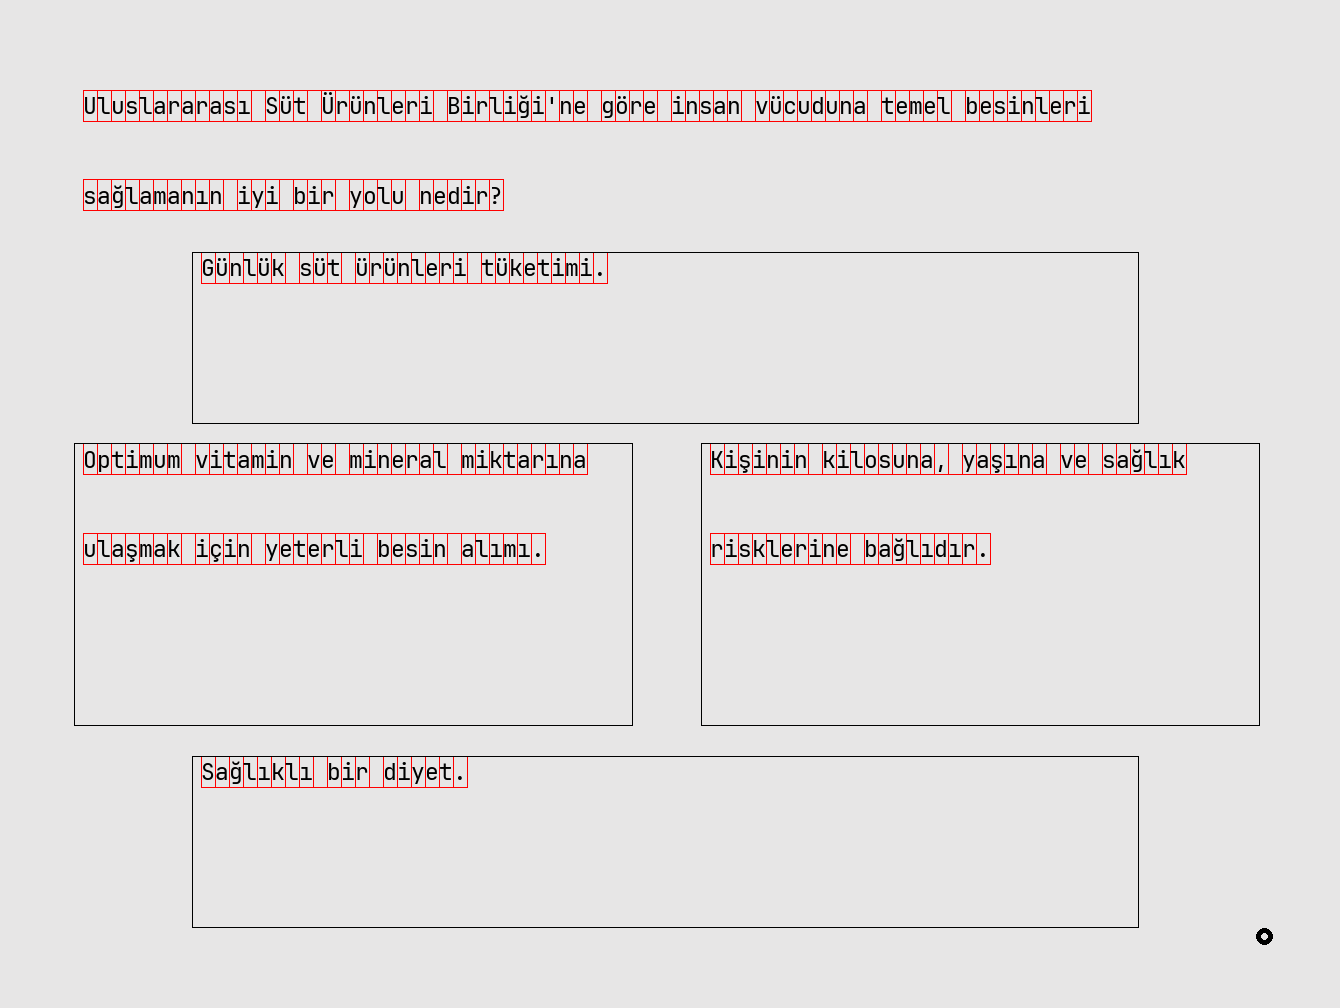 Uluslararası Süt Ürünleri Birliği'ne göre insan vücuduna temel besinleri
sağlamanın iyi bir yolu nedir?
Günlük süt ürünleri tüketimi.
Optimum vitamin ve mineral miktarına
ulaşmak için yeterli besin alımı.
Kişinin kilosuna, yaşına ve sağlık
risklerine bağlıdır.
Sağlıklı bir diyet.